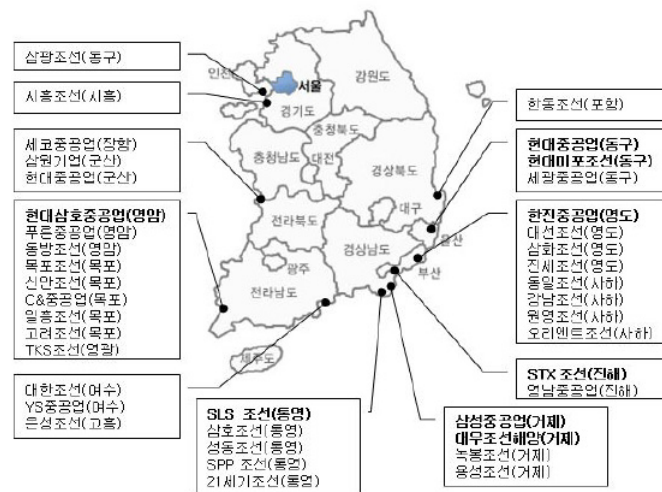 삼광조선(동구)
시흥조선(시흥)
세코중공업(장항)
삼원기업(군산)
현대중공업(군산)
현대삼호중공업(영암)
푸른중공업(영암)
동방조선(영암)
목포조선(목포)
신안조선(목포)
C&중공업(목포)
일흥조선(목포)
고려조선(목포)
TKS조선(영광)
대한조선(여수)
YS중공업(여수)
은성조선(고흥)
인천
서울
경기도
강원도
충청북도
충청남도
대전
경상북도
대구
전라북도
경상남도
울산
부산
광주
전라남도
제주도
한동조선(포항)
현대중공업(동구)
현대미포조선(동구)
세광중공업(동구)
한진중공업(영도)
대선조선(영도)
삼화조선(영도)
진세조선(영도)
동일조선(사하)
강남조선(사하)
원영조선(사하)
오리엔트조선(사하)
STX 조선(진해)
영남중공업(진해)
SLS 조선(통영)
삼호조선(통영)
성동조선(통영)
SPP 조선(통영)
21세기조선(통영)
삼성중공업(거제)
대우조선해양(거제)
녹봉조선(거제)
용성조선(거제)